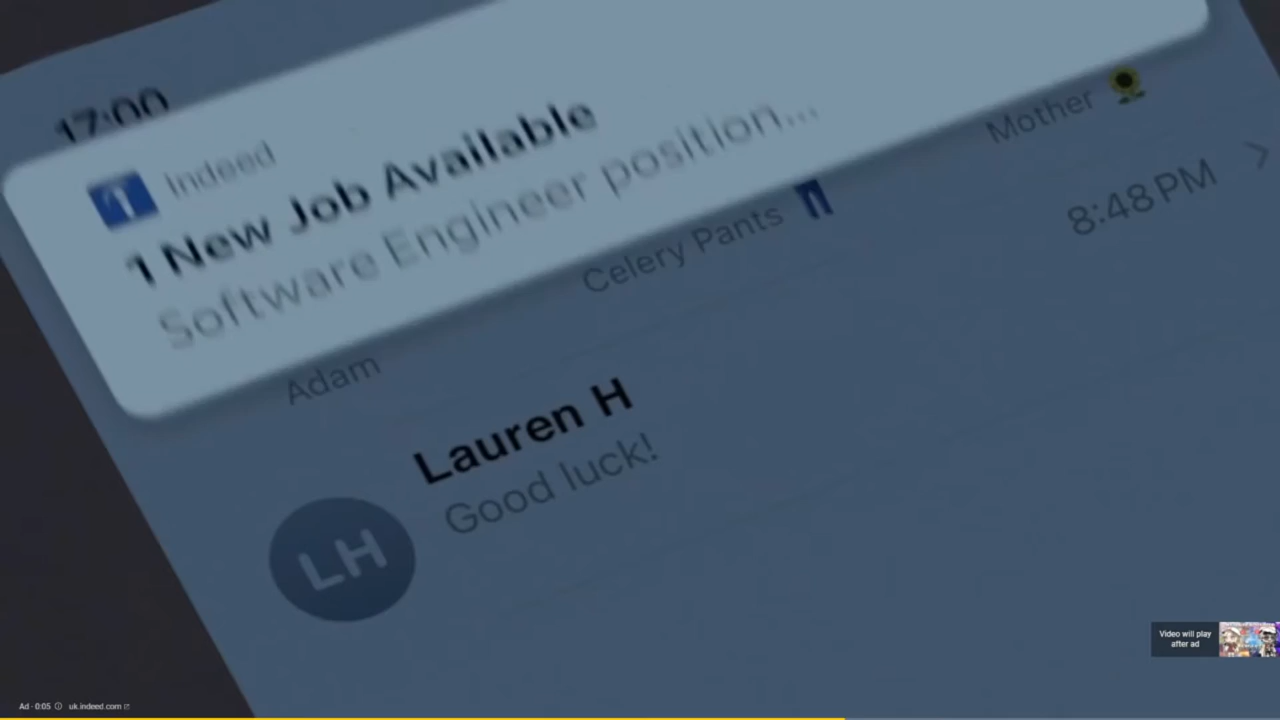 17:00
Indeed
1 New Job Available
Software Engineer position...
Mother 🌻
Celery Pants 👖
8:48 PM
Adam
Lauren H
Good luck!
LH
Video will play
after ad
Ad · 0:05
uk.indeed.com